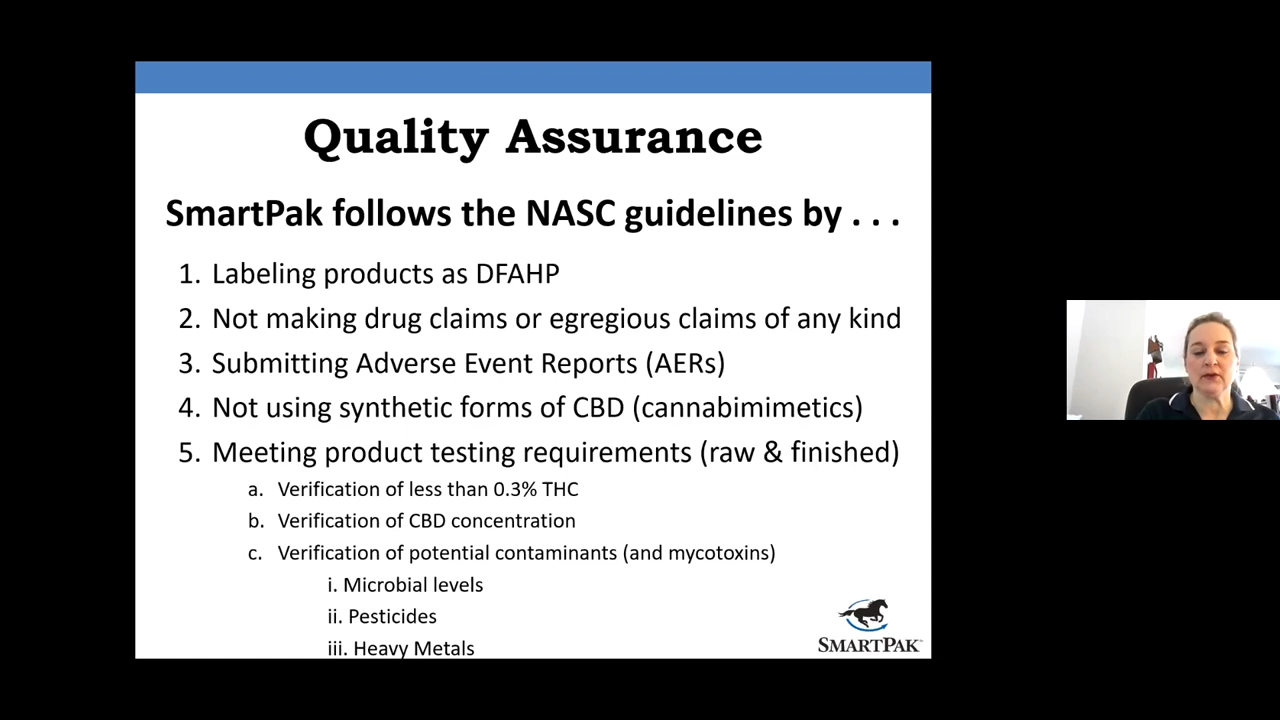 Quality Assurance
SmartPak follows the NASC guidelines by . . .
1. Labeling products as DFAHP
2. Not making drug claims or egregious claims of any kind
3. Submitting Adverse Event Reports (AERs)
4. Not using synthetic forms of CBD (cannabimimetics)
5. Meeting product testing requirements (raw & finished)
a. Verification of less than 0.3% THC
b. Verification of CBD concentration
c. Verification of potential contaminants (and mycotoxins)
i. Microbial levels
ii. Pesticides
iii. Heavy Metals
SMARTPAK